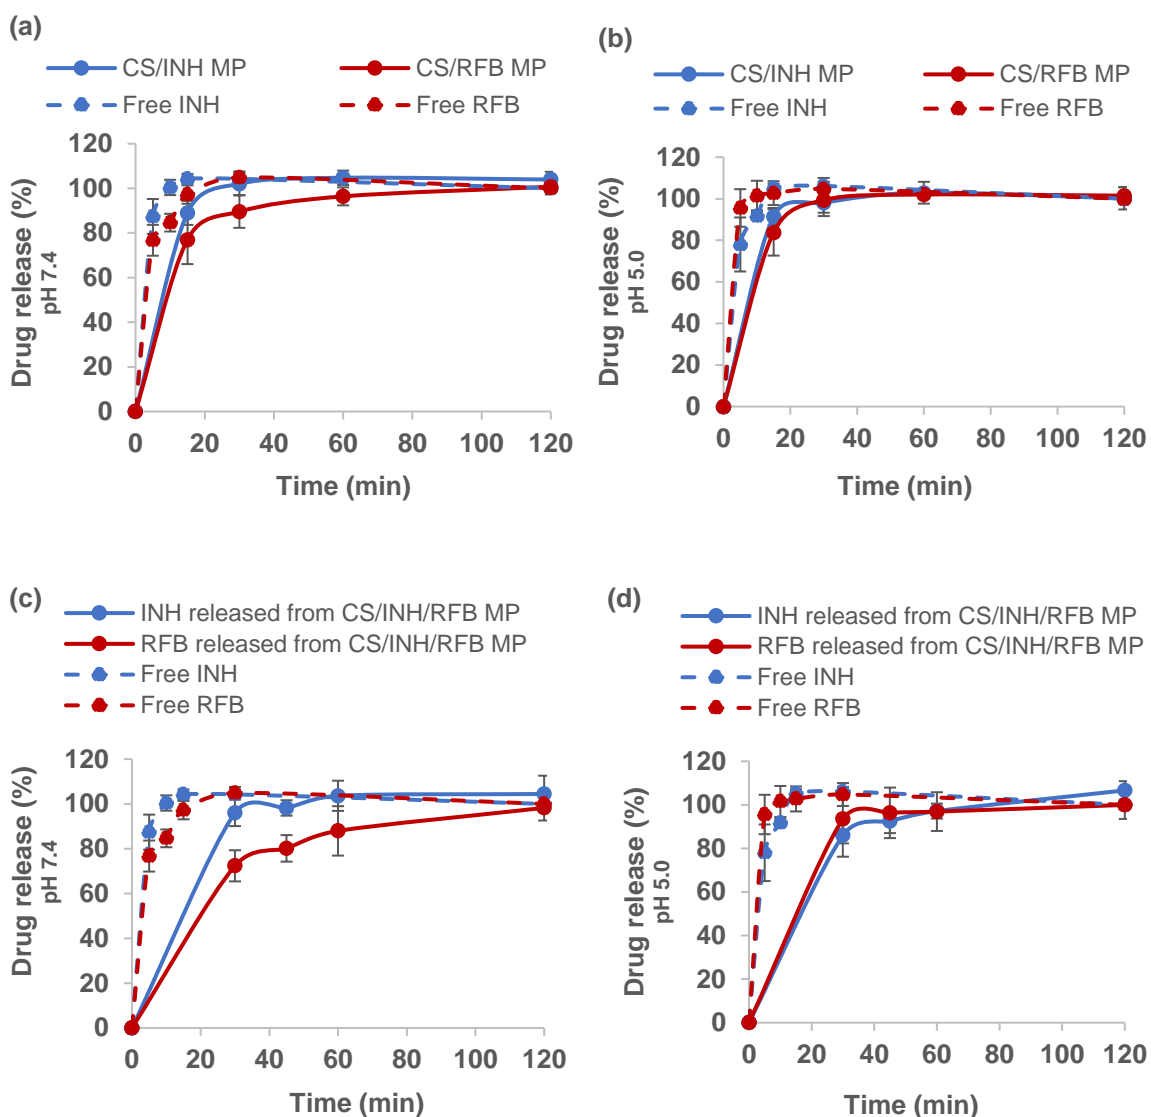 (a)
CS/INH MP CS/RFB MP
Free INH Free RFB
Drug release (%)
pH 7.4
120
100
80
60
40
20
0
0 20 40 60 80 100 120
Time (min)
(b)
CS/INH MP CS/RFB MP
Free INH Free RFB
Drug release (%)
pH 5.0
120
100
80
60
40
20
0
0 20 40 60 80 100 120
Time (min)
(c)
INH released from CS/INH/RFB MP
RFB released from CS/INH/RFB MP
Free INH
Free RFB
Drug release (%)
pH 7.4
120
100
80
60
40
20
0
0 20 40 60 80 100 120
Time (min)
(d)
INH released from CS/INH/RFB MP
RFB released from CS/INH/RFB MP
Free INH
Free RFB
Drug release (%)
pH 5.0
120
100
80
60
40
20
0
0 20 40 60 80 100 120
Time (min)